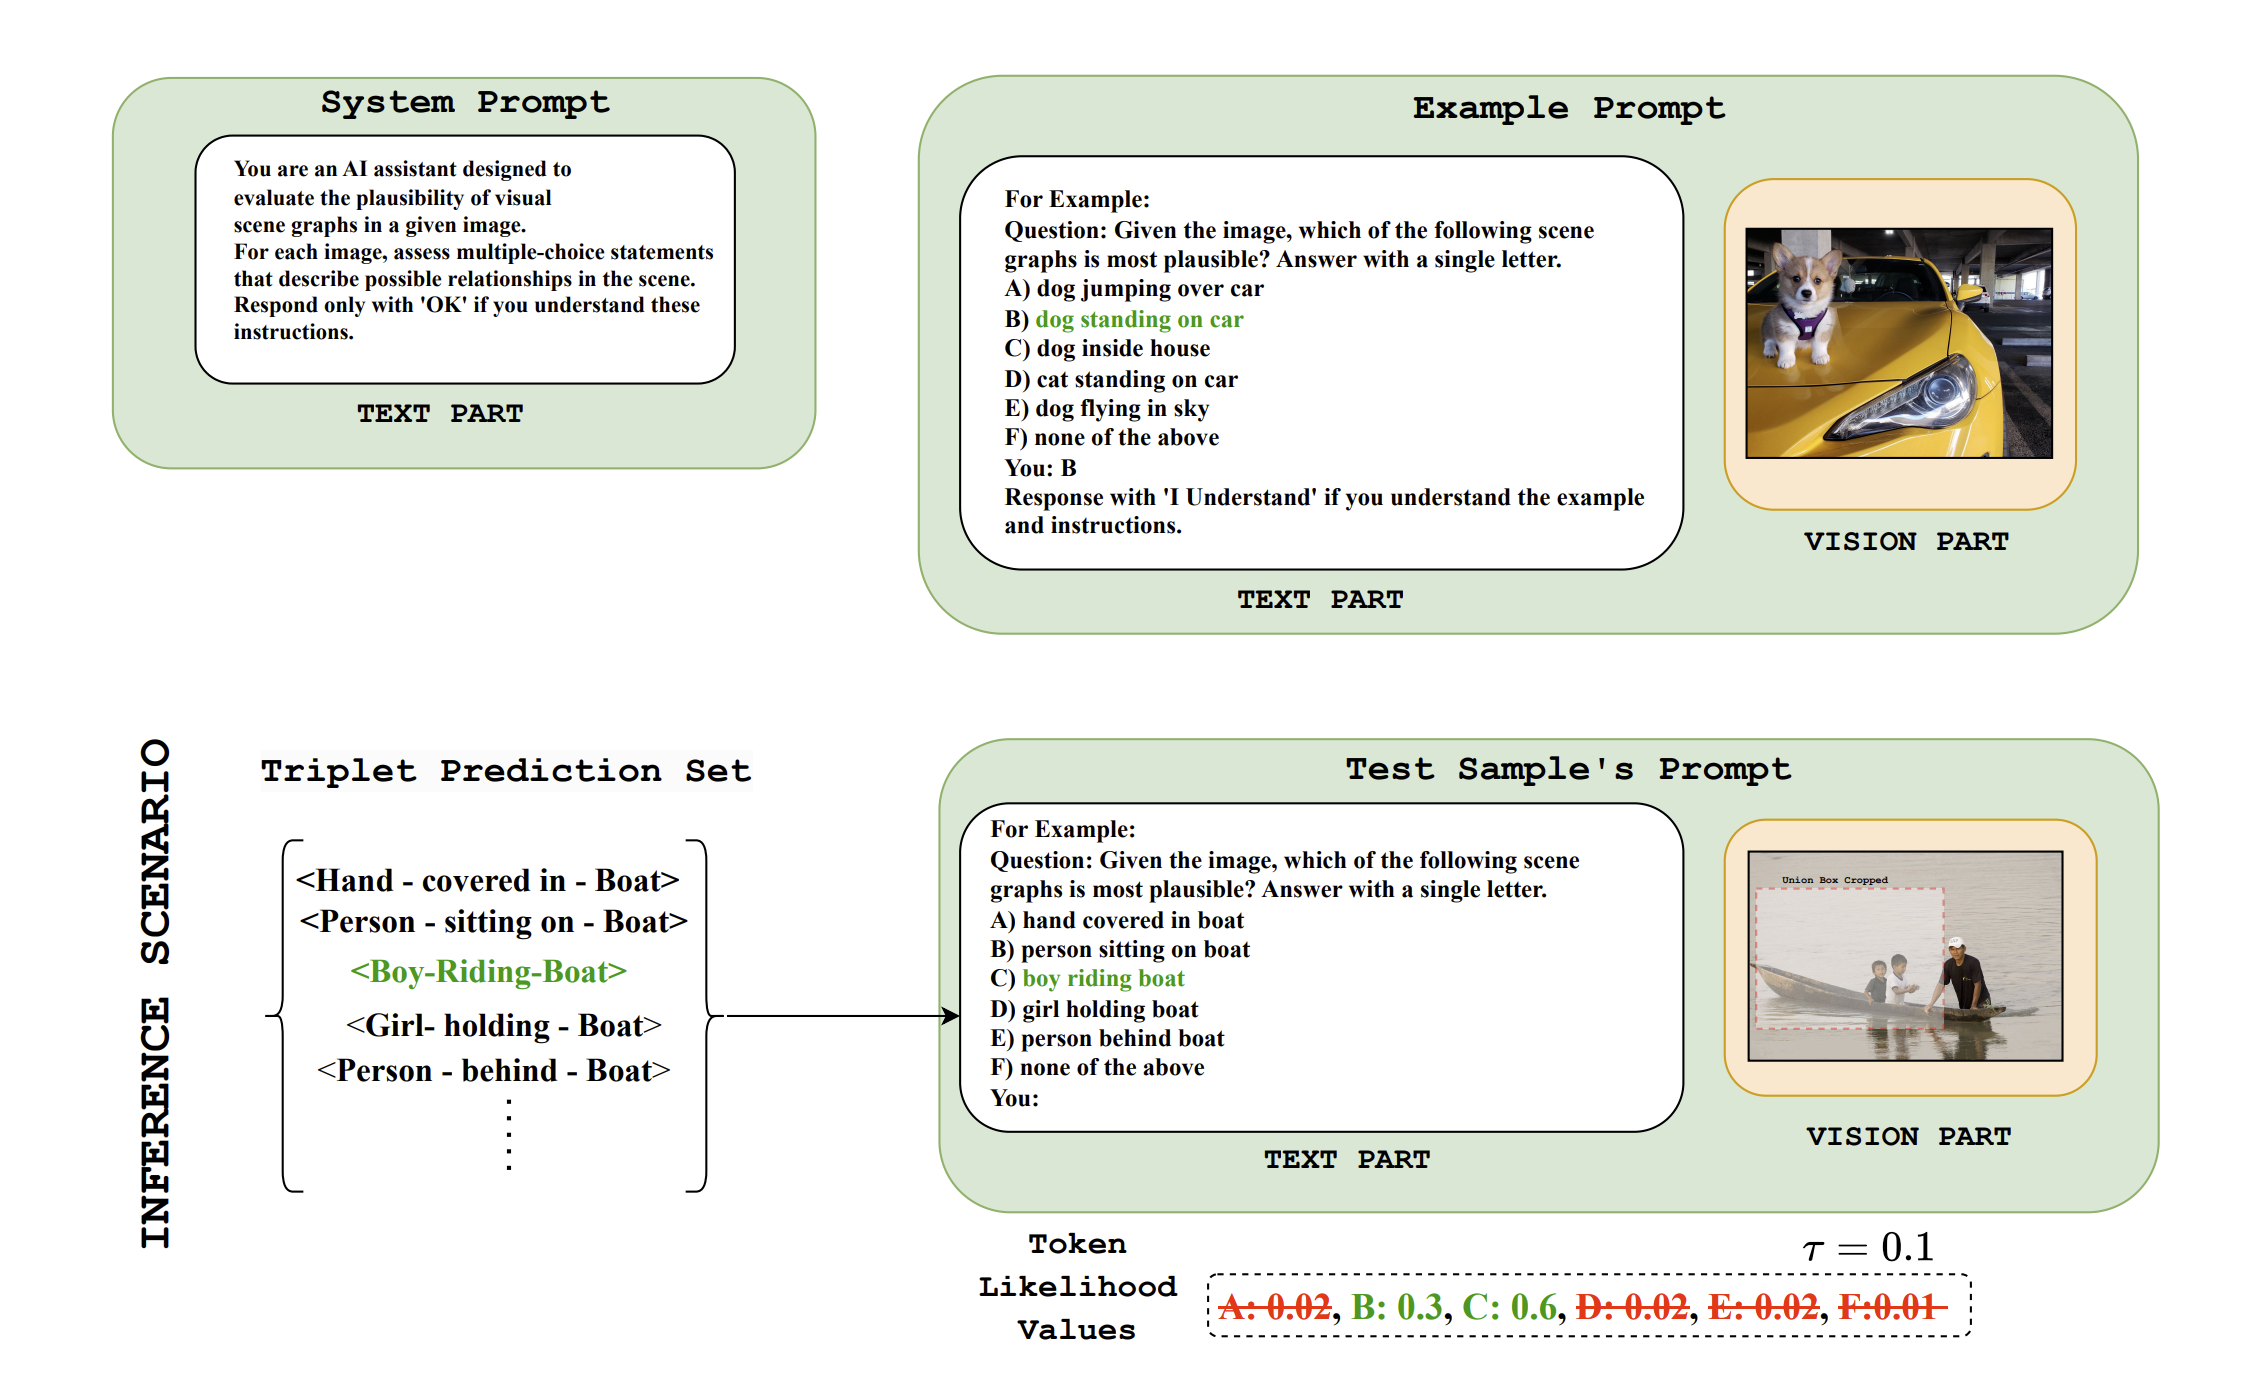 System Prompt
You are an AI assistant designed to
evaluate the plausibility of visual
scene graphs in a given image.
For each image, assess multiple-choice statements
that describe possible relationships in the scene.
Respond only with 'OK' if you understand these
instructions.
TEXT PART
Example Prompt
For Example:
Question: Given the image, which of the following scene
graphs is most plausible? Answer with a single letter.
A) dog jumping over car
B) dog standing on car
C) dog inside house
D) cat standing on car
E) dog flying in sky
F) none of the above
You: B
Response with 'I Understand' if you understand the example
and instructions.
TEXT PART
VISION PART
INFERENCE SCENARIO
Triplet Prediction Set
<Hand - covered in - Boat>
<Person - sitting on - Boat>
<Boy-Riding-Boat>
<Girl- holding - Boat>
<Person - behind - Boat>
Test Sample's Prompt
For Example:
Question: Given the image, which of the following scene
graphs is most plausible? Answer with a single letter.
A) hand covered in boat
B) person sitting on boat
C) boy riding boat
D) girl holding boat
E) person behind boat
F) none of the above
You:
TEXT PART
Union Box Cropped
VISION PART
Token
Likelihood
Values
τ = 0.1
A: 0.02, B: 0.3, C: 0.6, D: 0.02, E: 0.02, F:0.01